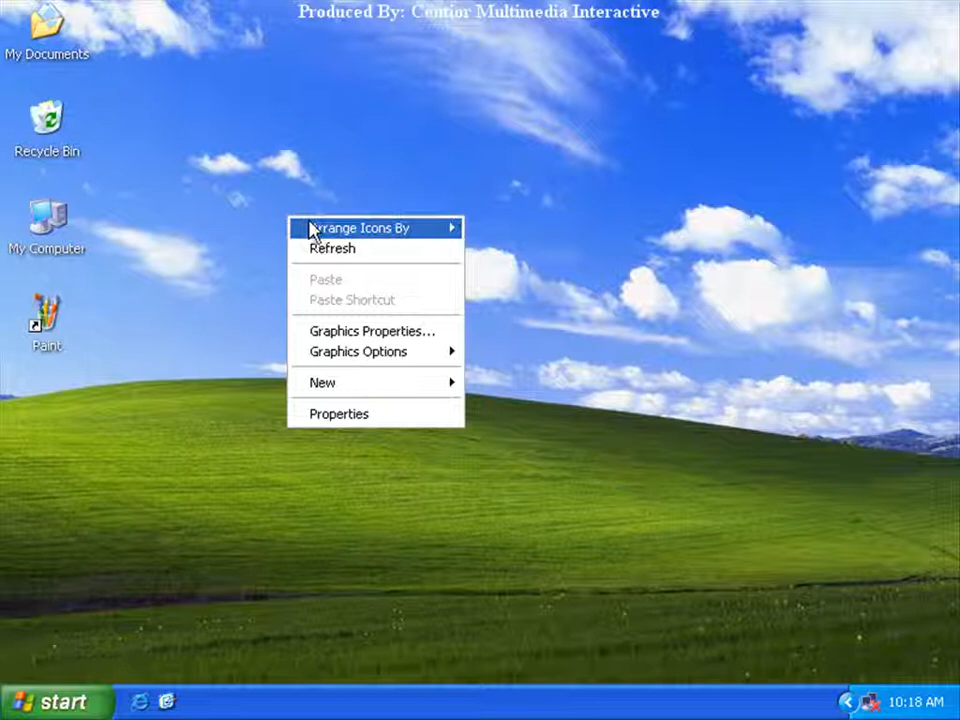 Produced By: Centior Multimedia Interactive
My Documents
Recycle Bin
My Computer
Paint
Arrange Icons By
Refresh
Paste
Paste Shortcut
Graphics Properties...
Graphics Options
New
Properties
start
10:18 AM